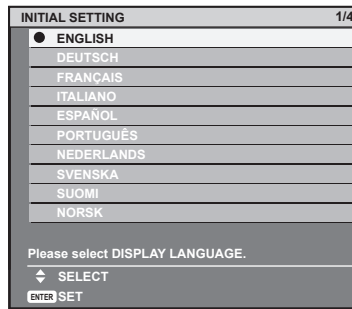 INITIAL SETTING 1/4
ENGLISH
DEUTSCH
FRANÇAIS
ITALIANO
ESPAÑOL
PORTUGUÊS
NEDERLANDS
SVENSKA
SUOMI
NORSK
Please select DISPLAY LANGUAGE.
SELECT
ENTER SET